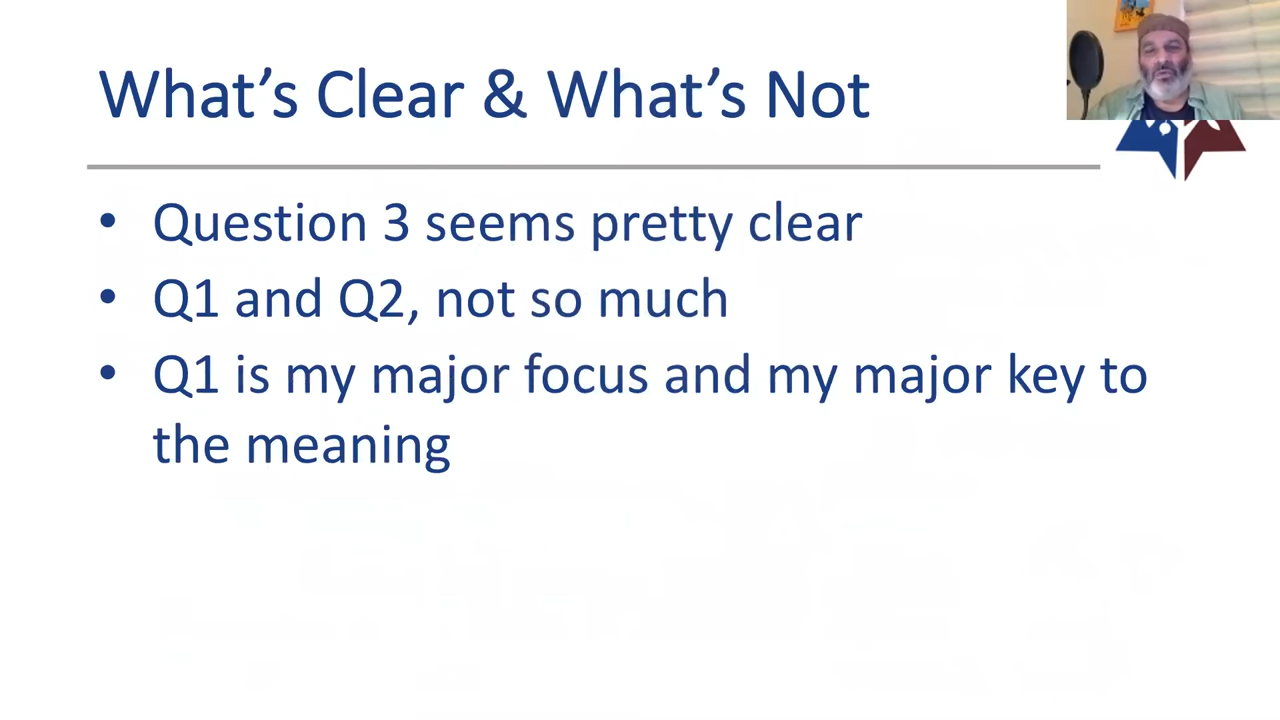 What’s Clear & What’s Not
• Question 3 seems pretty clear
• Q1 and Q2, not so much
• Q1 is my major focus and my major key to
the meaning